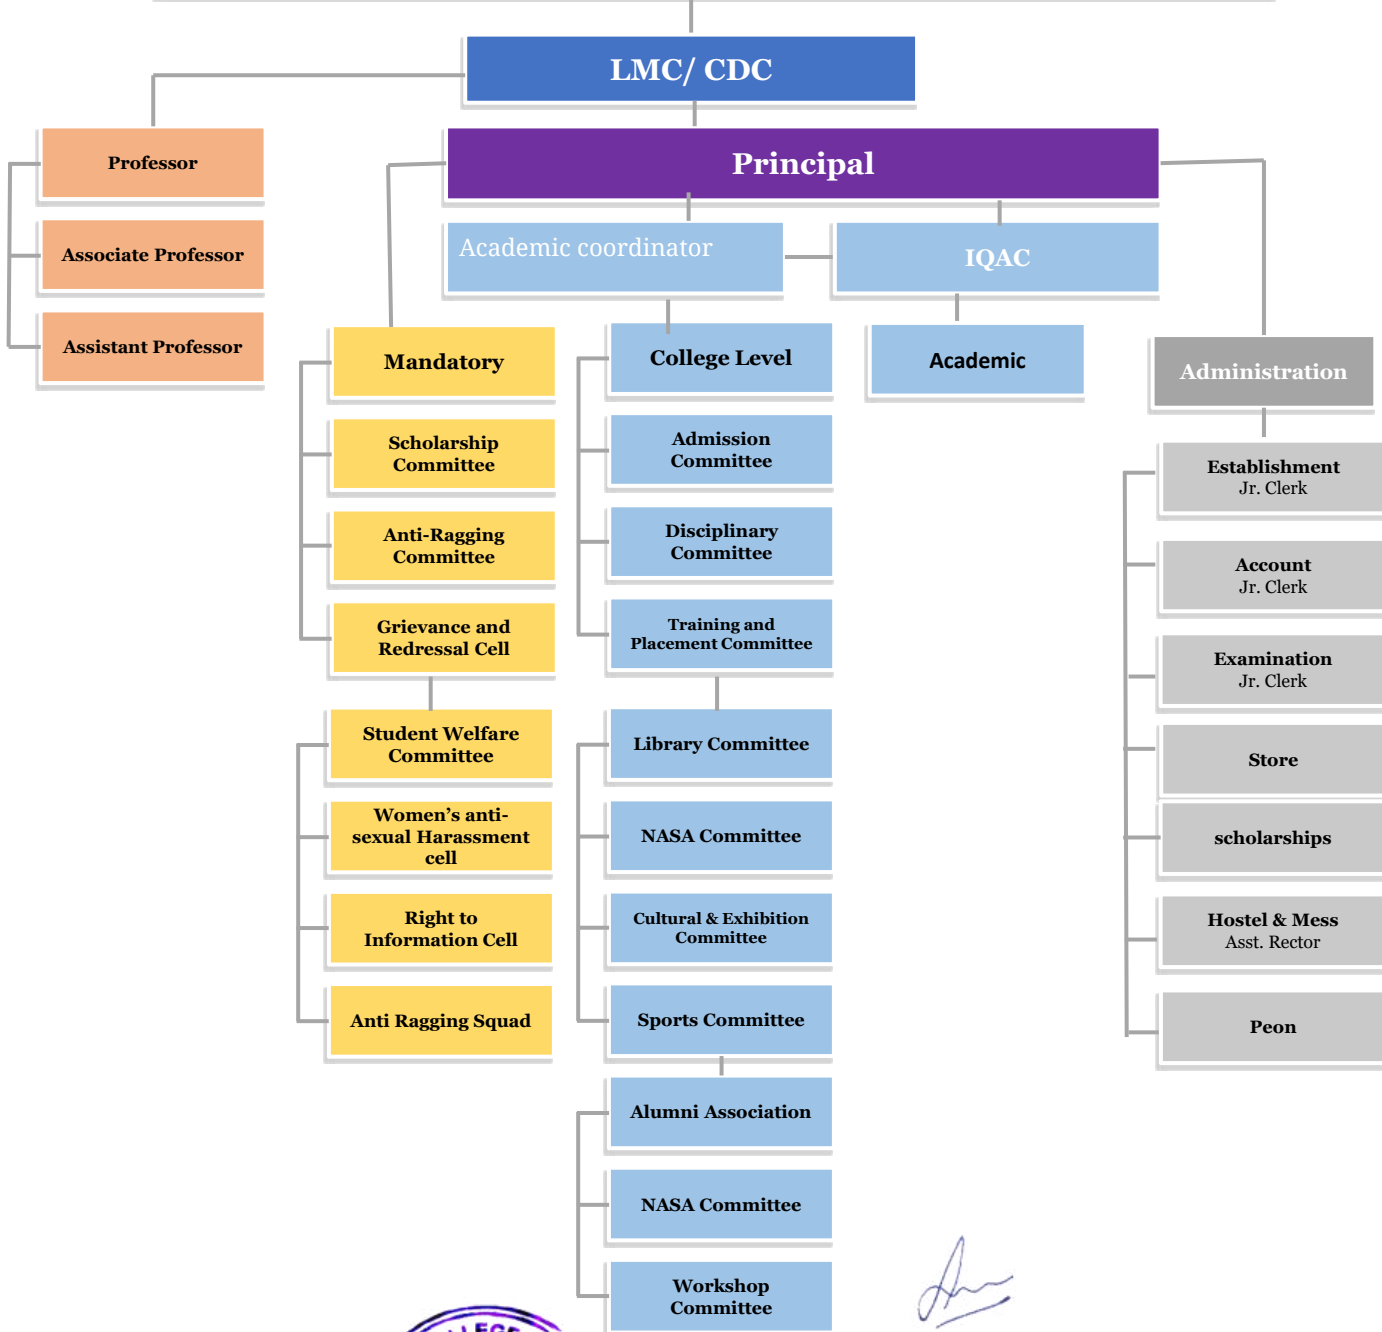 LMC/ CDC
Professor
Principal
Associate Professor
Academic coordinator
IQAC
Assistant Professor
Mandatory
College Level
Academic
Administration
Scholarship
Committee
Admission
Committee
Establishment
Jr. Clerk
Anti-Ragging
Committee
Disciplinary
Committee
Account
Jr. Clerk
Grievance and
Redressal Cell
Training and
Placement Committee
Examination
Jr. Clerk
Student Welfare
Committee
Library Committee
Store
Women’s anti-
sexual Harassment
cell
NASA Committee
scholarships
Right to
Information Cell
Cultural & Exhibition
Committee
Hostel & Mess
Asst. Rector
Anti Ragging Squad
Sports Committee
Peon
Alumni Association
NASA Committee
Workshop
Committee